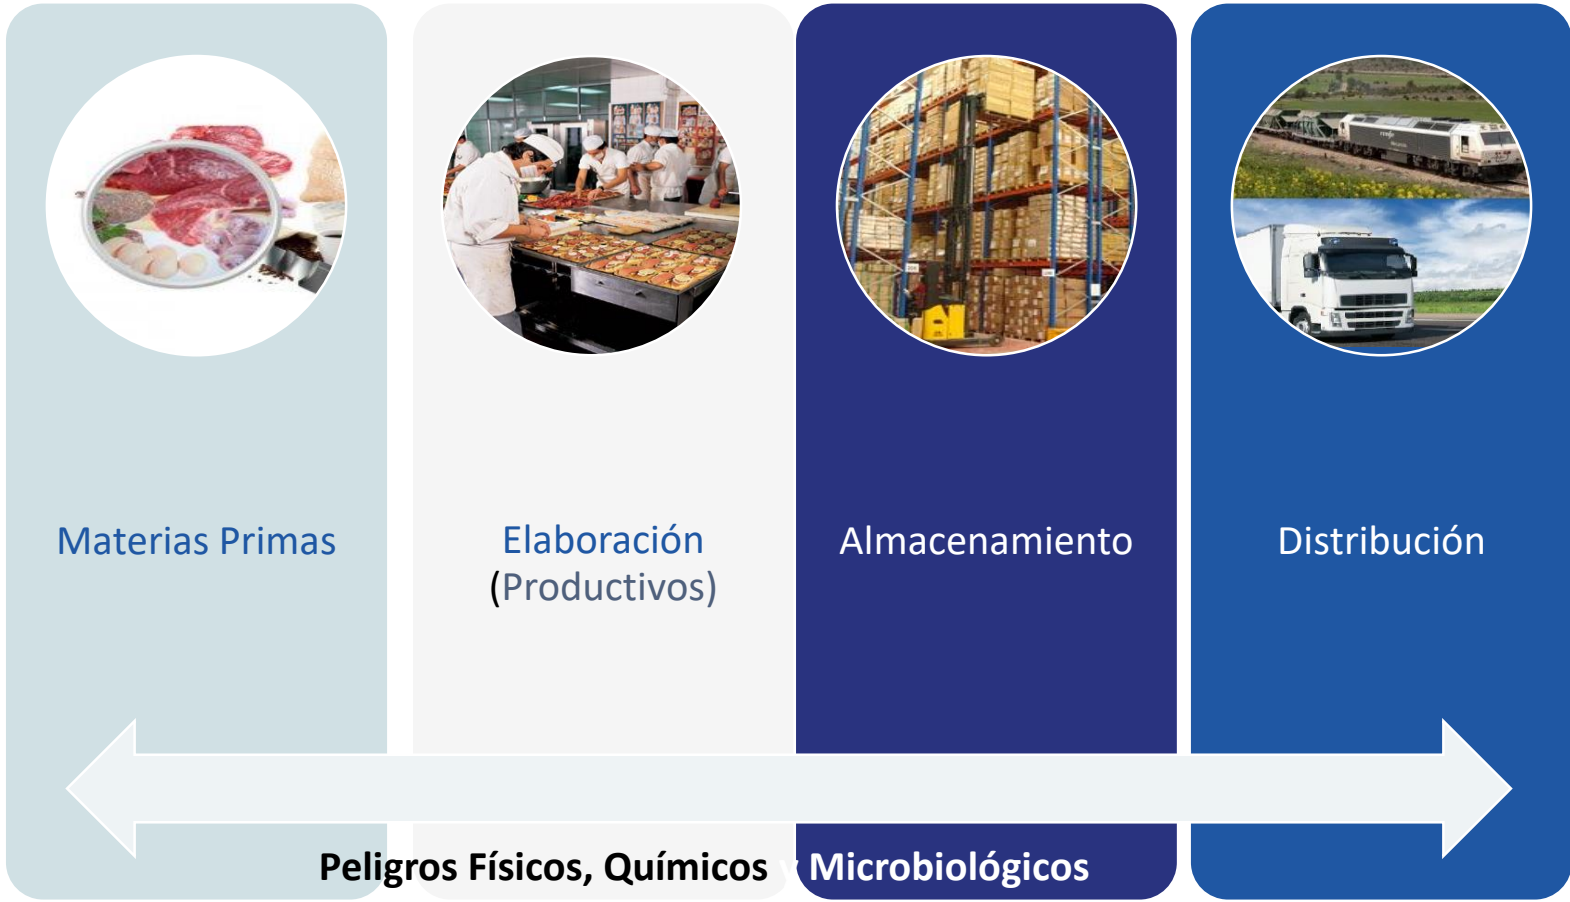 Materias Primas
Elaboración
(Productivos)
Almacenamiento
Distribución
Peligros Físicos, Químicos y Microbiológicos